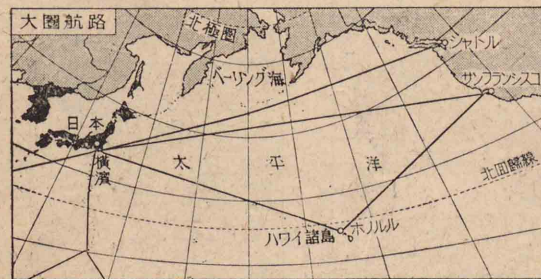 大圏航路
北極圏
シャトル
ベーリング海
サンフランシスコ
日本
太平洋
横濱
北回歸線
ハワイ諸島
ホノルル